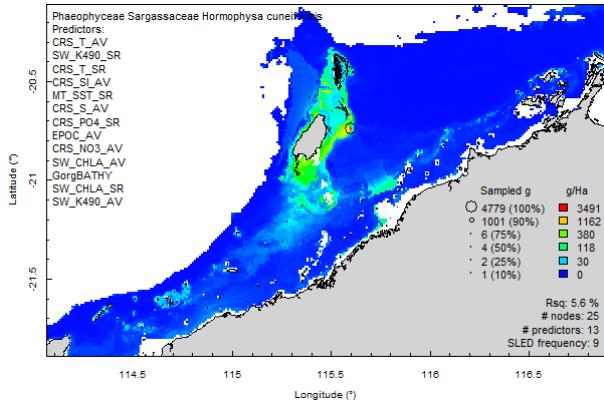 Phaeophyceae Sargassaceae Hormophysa cuneiformis
Predictors:
CRS_T_AV
SW_K490_SR
CRS_T_SR
CRS_SI_AV
MT_SST_SR
CRS_S_AV
CRS_PO4_SR
EPOC_AV
CRS_NO3_AV
SW_CHLA_AV
GorgBATHY
SW_CHLA_SR
SW_K490_AV
Latitude (°)
-20.5
-21
-21.5
Sampled g g/Ha
4779 (100%) 3491
1001 (90%) 1162
6 (75%) 380
4 (50%) 118
2 (25%) 30
1 (10%) 0
Rsq: 5.6 %
# nodes: 25
# predictors: 13
SLED frequency: 9
114.5 115 115.5 116 116.5
Longitude (°)